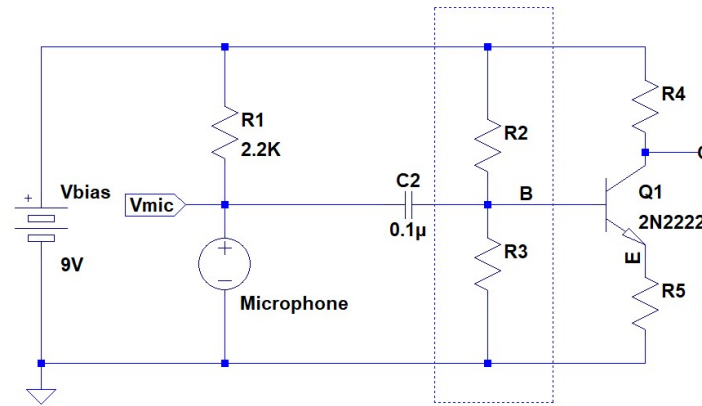 R1
2.2K
R2
R4
Vbias
9V
Vmic
C2
0.1µ
B
Q1
2N2222
E
R3
R5
Microphone